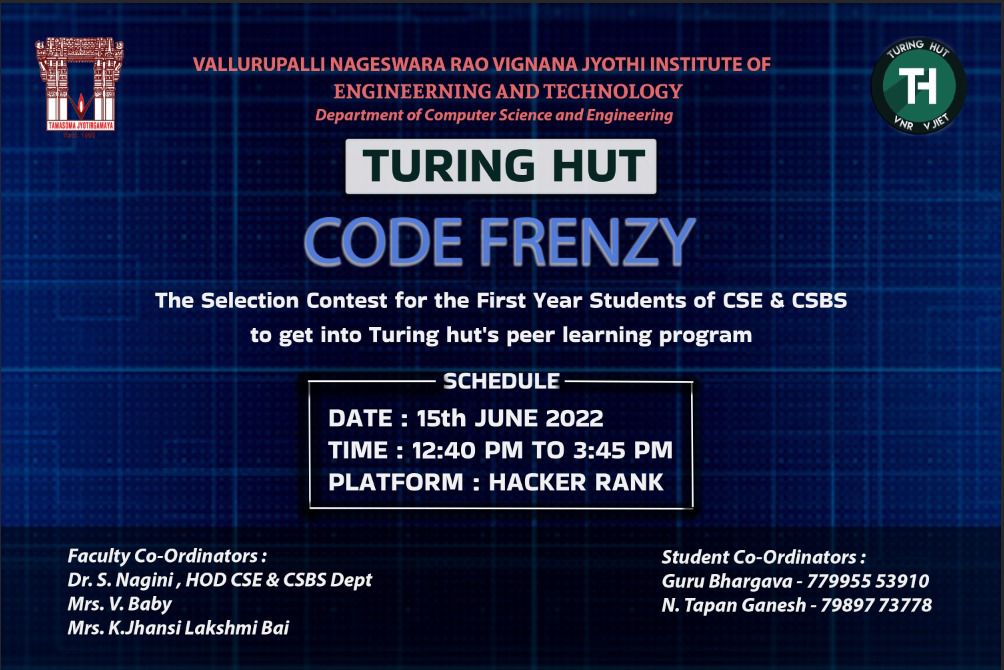 VALLURUPALLI NAGESWARA RAO VIGNANA JYOTHI INSTITUTE OF
ENGINEERNING AND TECHNOLOGY
Department of Computer Science and Engineering
TAMASOMA JYOTIRGAMAYA
Estd. 1995
TURING HUT
TH
VNR VJIET
TURING HUT
CODE FRENZY
The Selection Contest for the First Year Students of CSE & CSBS
to get into Turing hut's peer learning program
SCHEDULE
DATE : 15th JUNE 2022
TIME : 12:40 PM TO 3:45 PM
PLATFORM : HACKER RANK
Faculty Co-Ordinators :
Dr. S. Nagini , HOD CSE & CSBS Dept
Mrs. V. Baby
Mrs. K.Jhansi Lakshmi Bai
Student Co-Ordinators :
Guru Bhargava - 779955 53910
N. Tapan Ganesh - 79897 73778